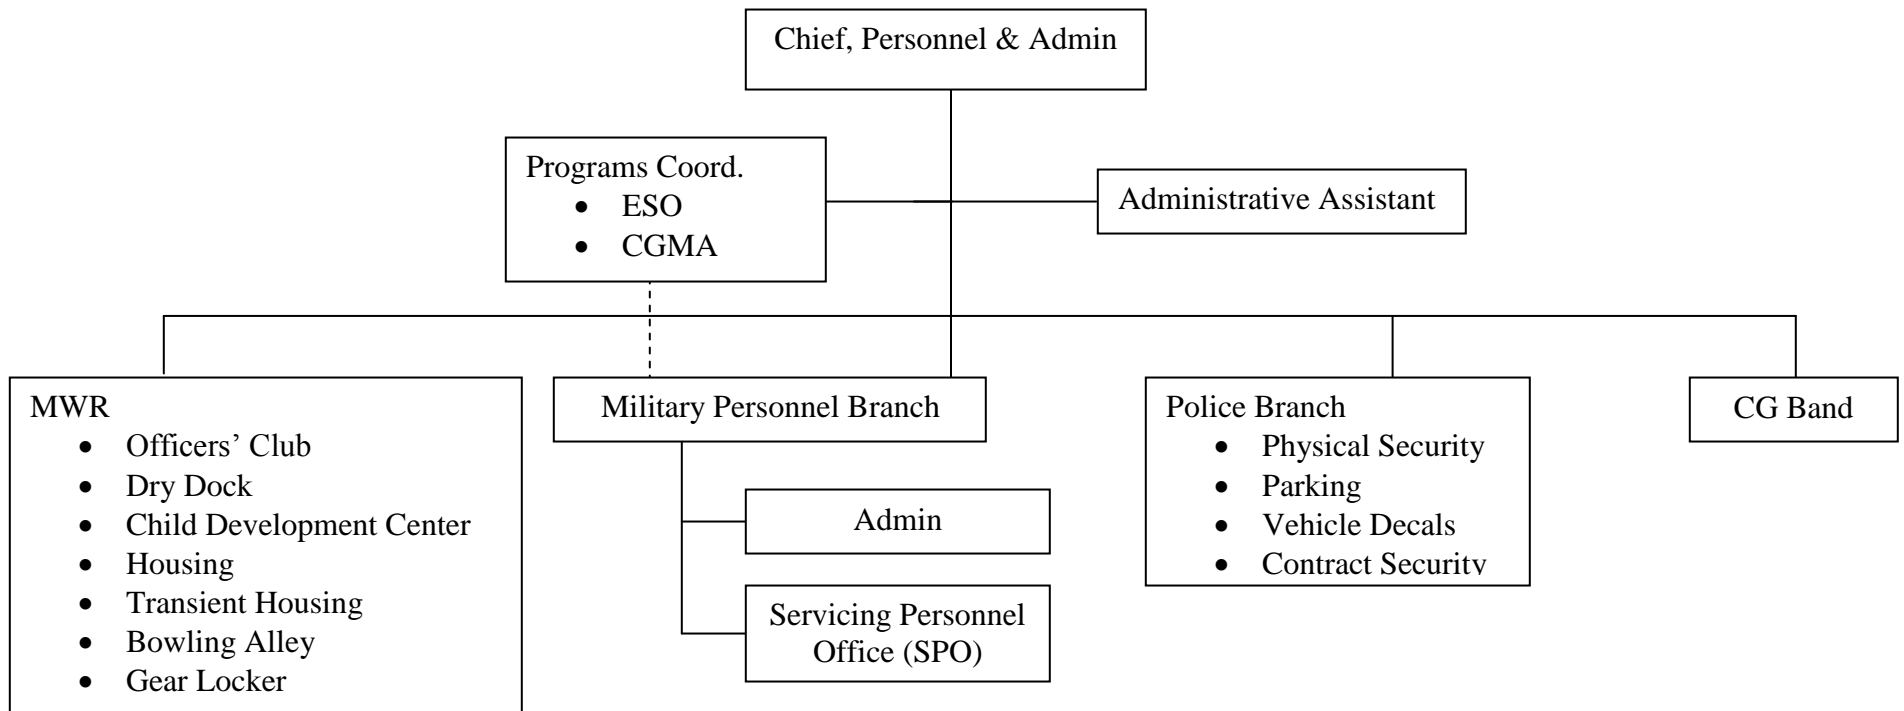 Chief, Personnel & Admin
Programs Coord.
• ESO
• CGMA
Administrative Assistant
MWR
• Officers’ Club
• Dry Dock
• Child Development Center
• Housing
• Transient Housing
• Bowling Alley
• Gear Locker
Military Personnel Branch
Admin
Servicing Personnel
Office (SPO)
Police Branch
• Physical Security
• Parking
• Vehicle Decals
• Contract Security
CG Band